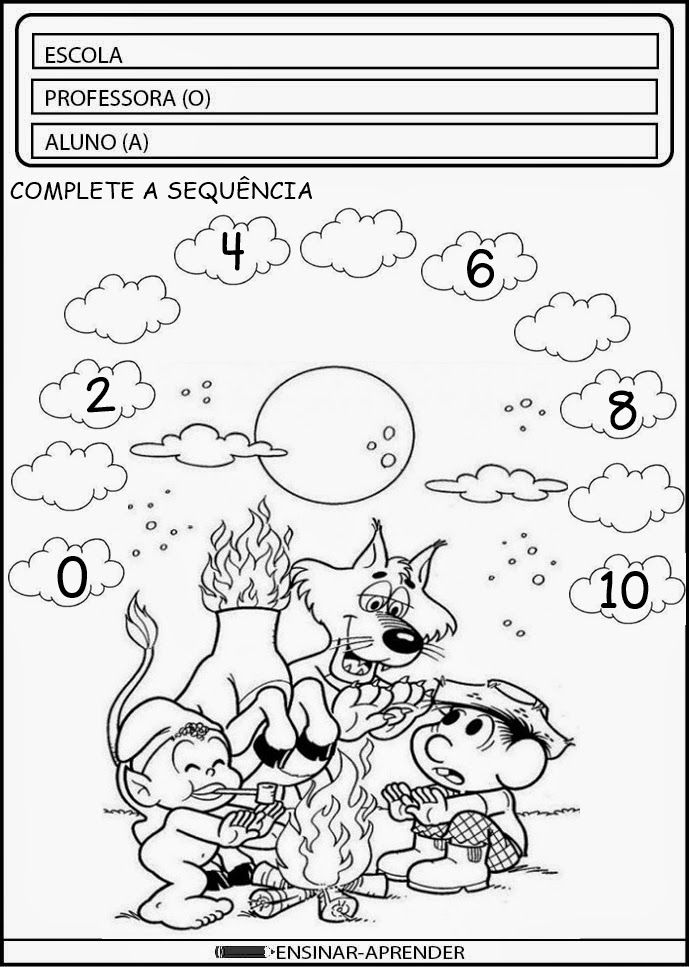 ESCOLA
PROFESSORA (O)
ALUNO (A)
COMPLETE A SEQUÊNCIA
4
6
2
8
0
10
ENSINAR-APRENDER